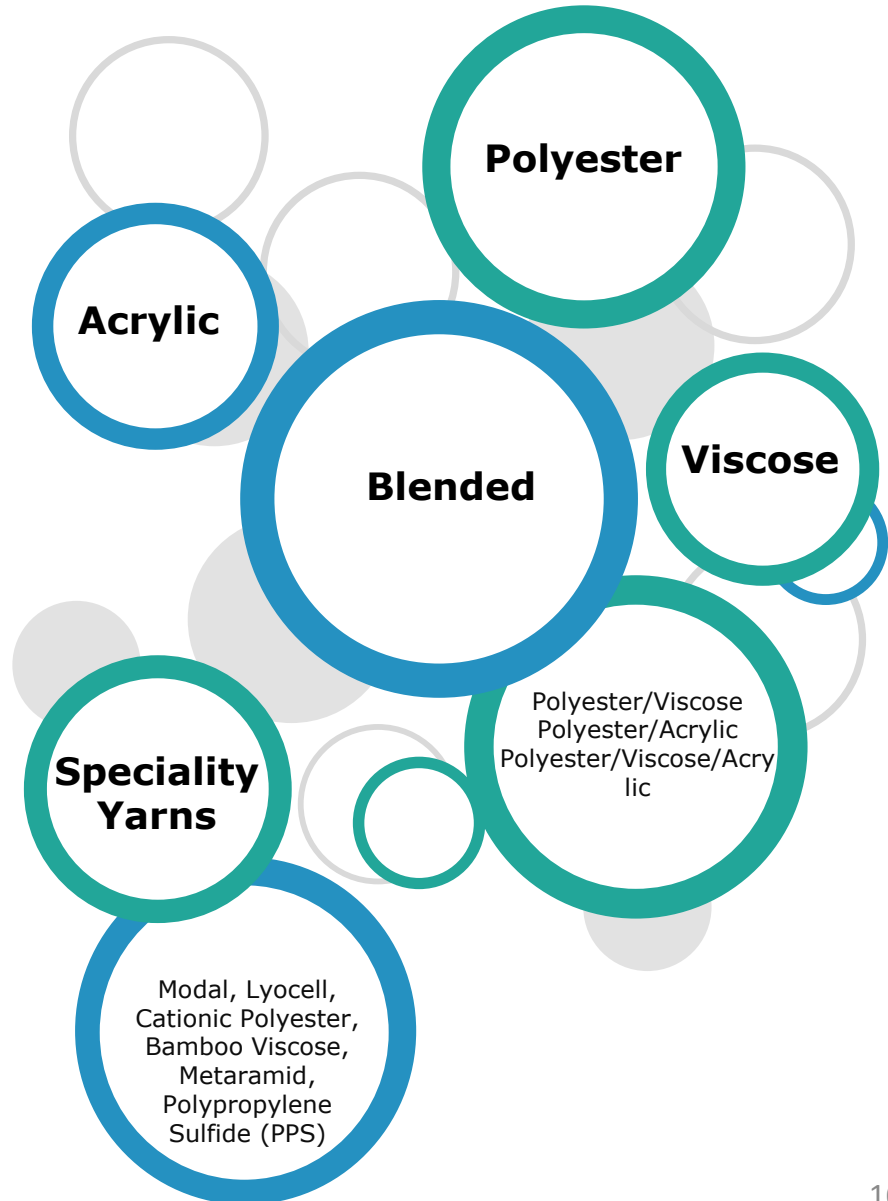 Polyester
Acrylic
Viscose
Blended
Polyester/Viscose
Polyester/Acrylic
Polyester/Viscose/Acry
lic
Speciality
Yarns
Modal, Lyocell,
Cationic Polyester,
Bamboo Viscose,
Metaramid,
Polypropylene
Sulfide (PPS)